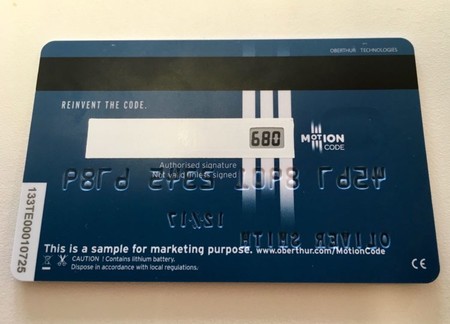 OBERTHUR TECHNOLOGIES
REINVENT THE CODE.
680
MOTION
CODE
Authorised signature
Not valid unless signed
This is a sample for marketing purpose. www.oberthur.com/MotionCode
CAUTION ! Contains lithium battery.
Dispose in accordance with local regulations.
133TE00010725
CE